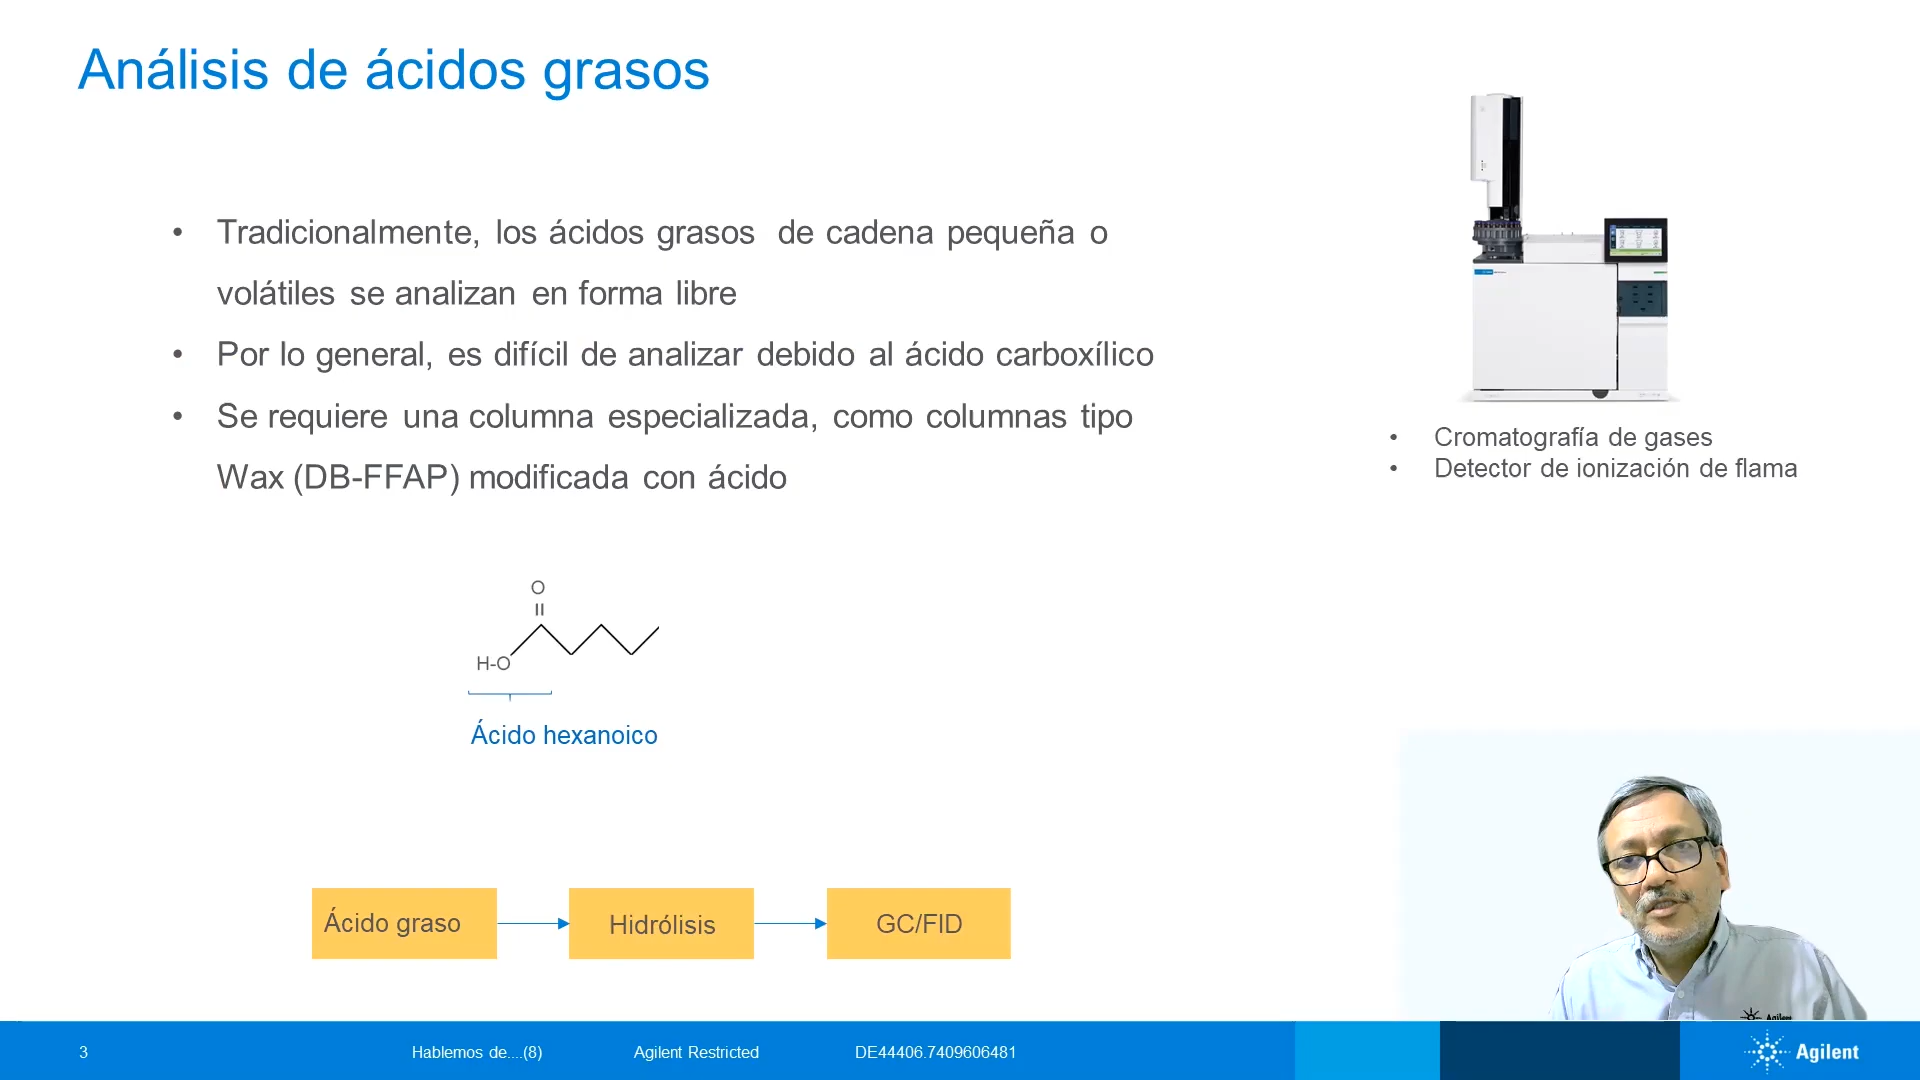 Análisis de ácidos grasos
• Tradicionalmente, los ácidos grasos de cadena pequeña o
volátiles se analizan en forma libre
• Por lo general, es difícil de analizar debido al ácido carboxílico
• Se requiere una columna especializada, como columnas tipo
Wax (DB-FFAP) modificada con ácido
• Cromatografía de gases
• Detector de ionización de flama
O
H-O
Ácido hexanoico
Ácido graso
Hidrólisis
GC/FID
Agilent
3
Hablemos de....(8)
Agilent Restricted
DE44406.7409606481
Agilent